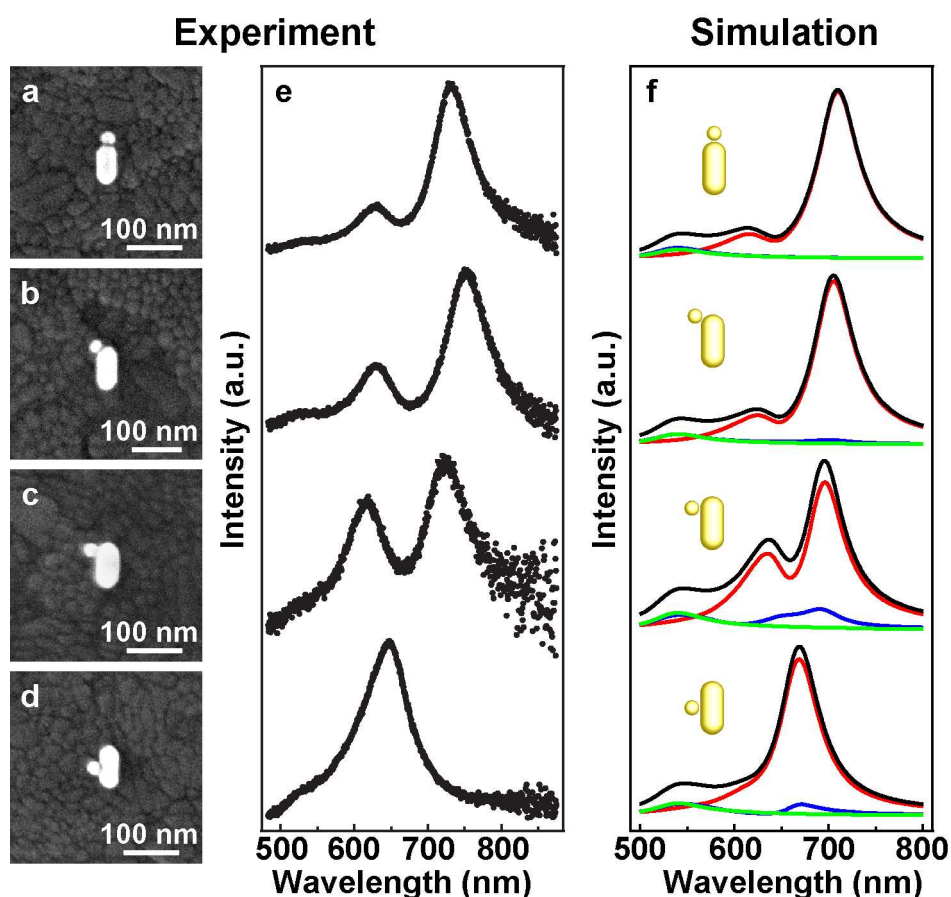 Experiment
Simulation
a
100 nm
b
100 nm
c
100 nm
d
100 nm
e
Intensity (a.u.)
500 600 700 800
Wavelength (nm)
f
Intensity (a.u.)
500 600 700 800
Wavelength (nm)